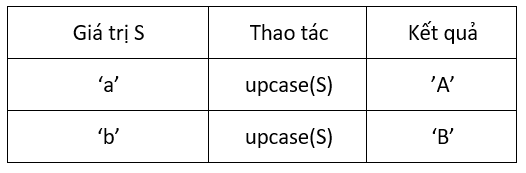 Giá trị S Thao tác Kết quả
‘a’ upcase(S) ’A’
‘b’ upcase(S) ‘B’